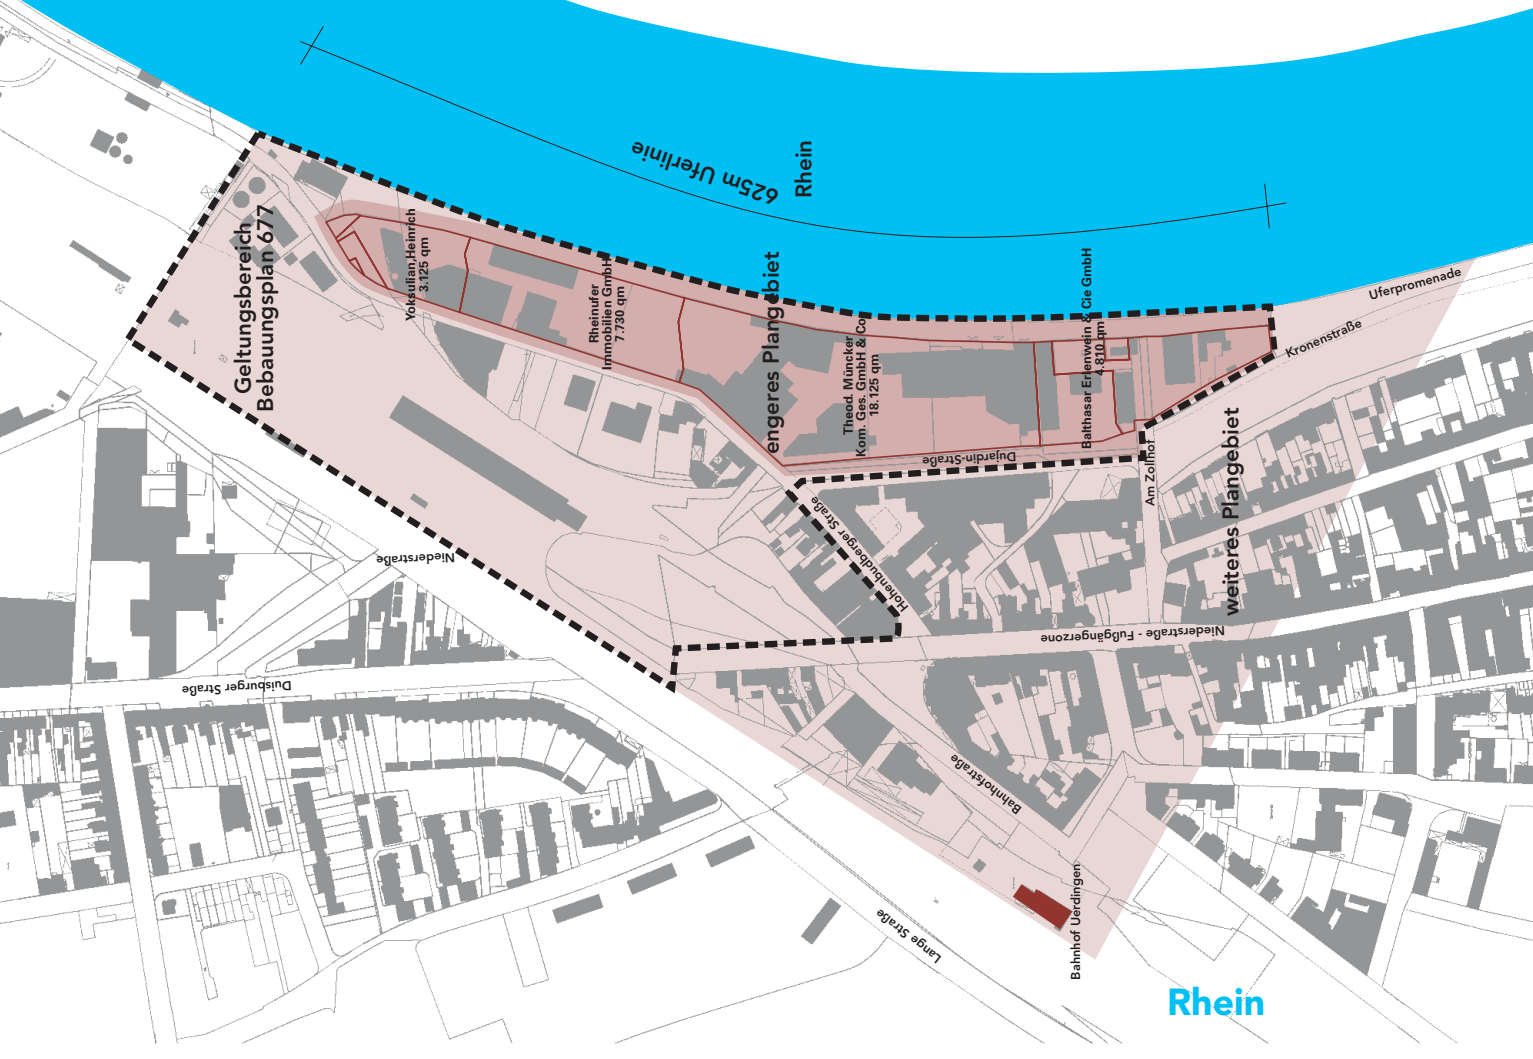 625m Uferlinie
Rhein
Geltungsbereich
Bebauungsplan 677
Voksulian,Heinrich
3.125 qm
Rheinufer
Immobilien GmbH
7.730 qm
engeres Plangebiet
Theod. Müncker
Kom. Ges. GmbH & Co
18.125 qm
Balthasar Erlenwein & Cie GmbH
4.810 qm
Uferpromenade
Kronenstraße
Dujardin-Straße
Am Zollhof
weiteres Plangebiet
Hohenbudberger Straße
Niederstraße
Niederstraße - Fußgängerzone
Duisburger Straße
Bahnhofstraße
Bahnhof Uerdingen
Lange Straße
Rhein